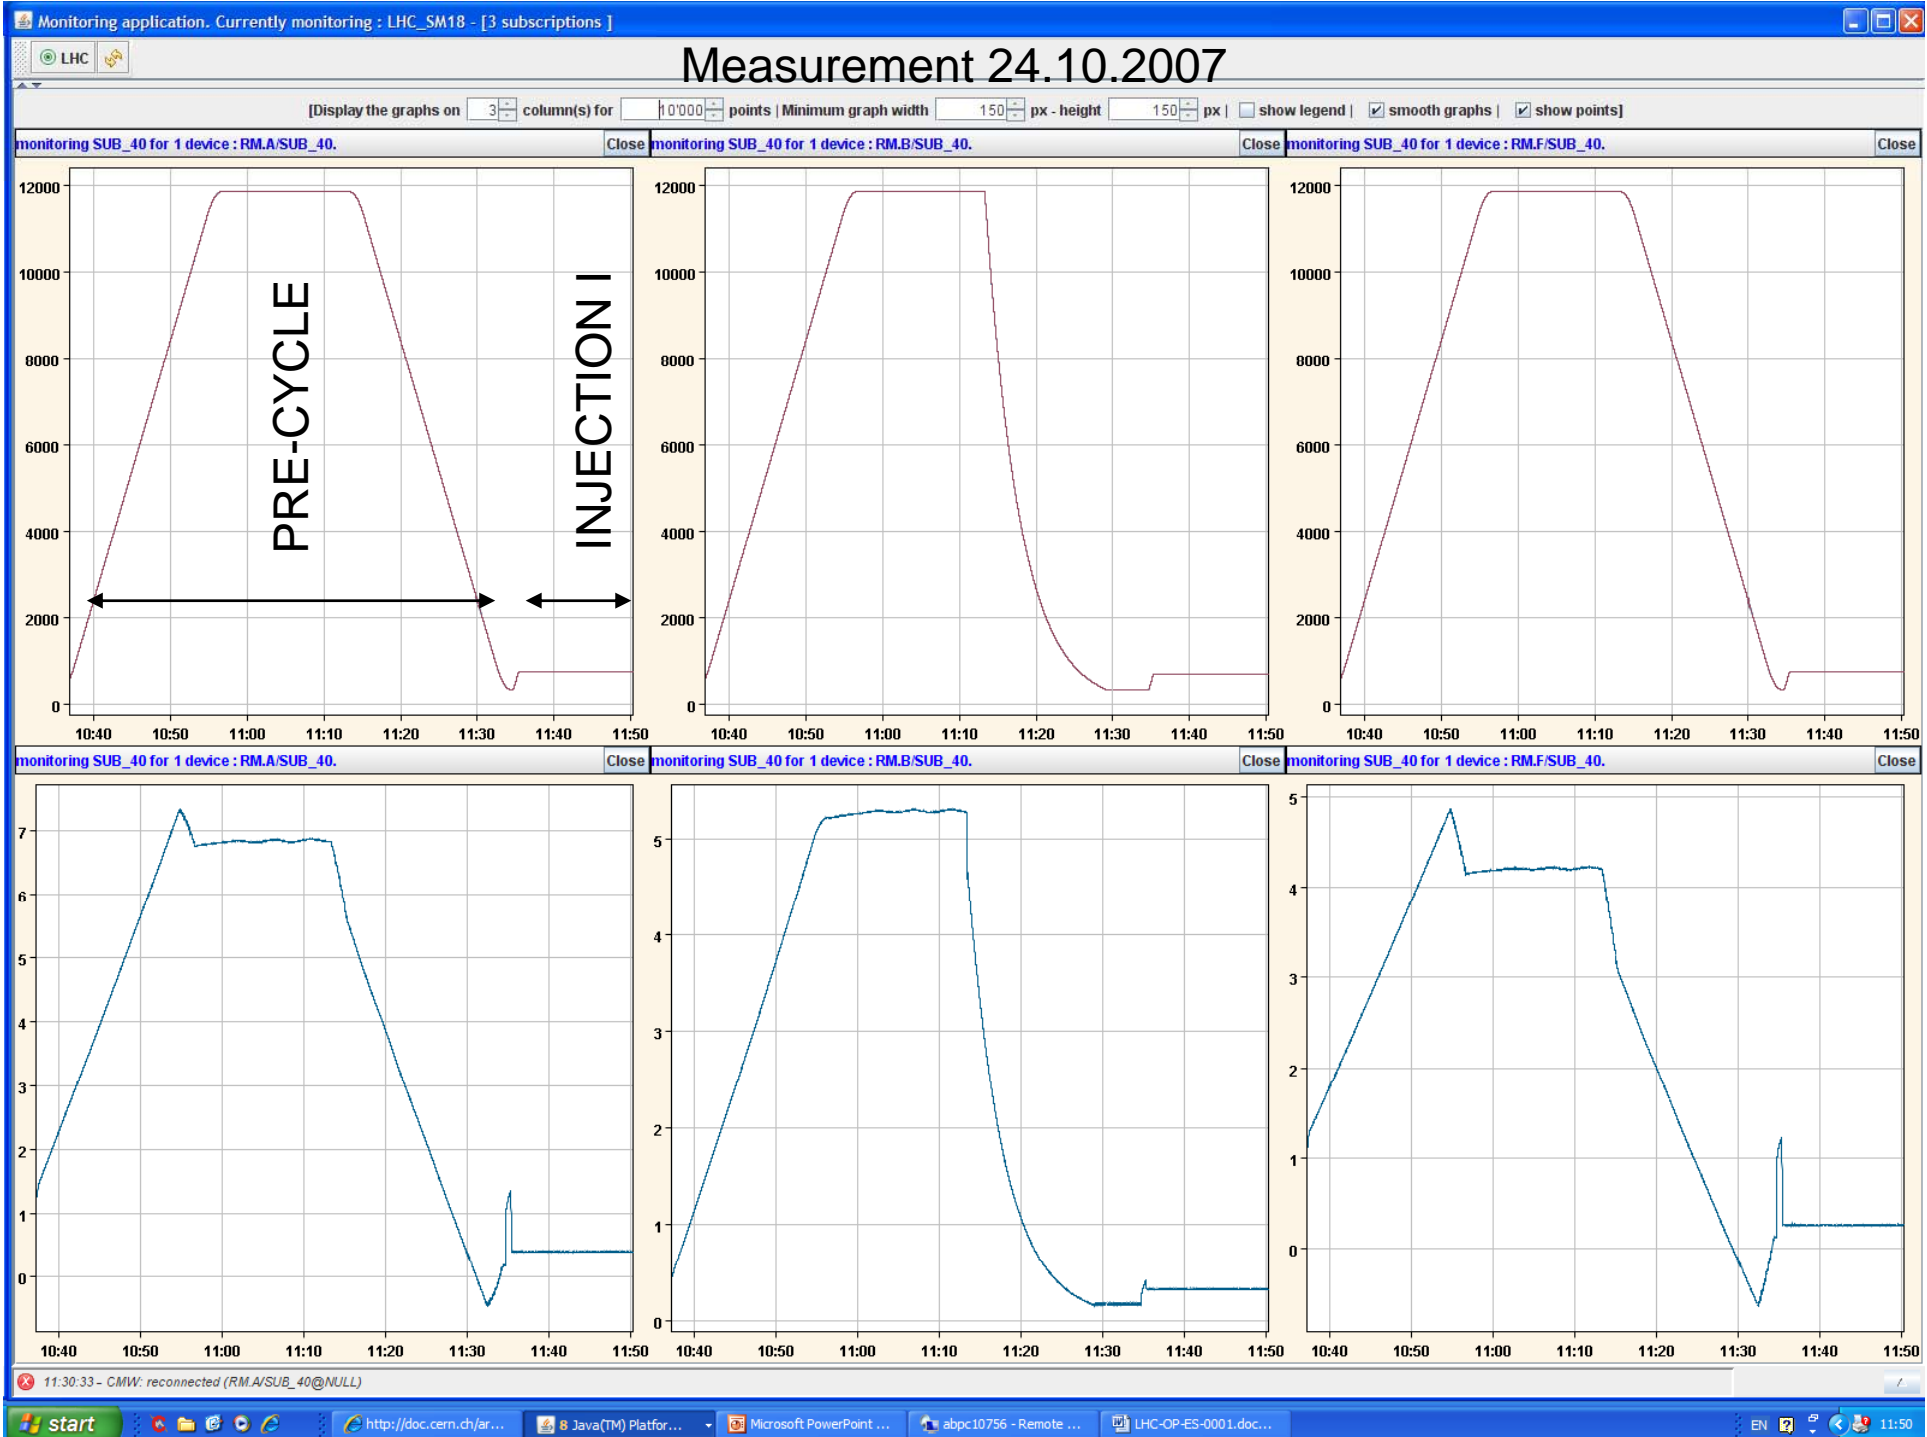 Monitoring application. Currently monitoring : LHC_SM18 - [3 subscriptions ]
LHC
Measurement 24.10.2007
[Display the graphs on 3 column(s) for 10'000 points | Minimum graph width 150 px - height 150 px | show legend | smooth graphs | show points]
monitoring SUB_40 for 1 device : RM.A/SUB_40. Close
monitoring SUB_40 for 1 device : RM.B/SUB_40. Close
monitoring SUB_40 for 1 device : RM.F/SUB_40. Close
12000
10000
8000
6000
4000
2000
0
PRE-CYCLE
INJECTION I
10:40 10:50 11:00 11:10 11:20 11:30 11:40 11:50
12000
10000
8000
6000
4000
2000
0
10:40 10:50 11:00 11:10 11:20 11:30 11:40 11:50
12000
10000
8000
6000
4000
2000
0
10:40 10:50 11:00 11:10 11:20 11:30 11:40 11:50
monitoring SUB_40 for 1 device : RM.A/SUB_40. Close
monitoring SUB_40 for 1 device : RM.B/SUB_40. Close
monitoring SUB_40 for 1 device : RM.F/SUB_40. Close
7
6
5
4
3
2
1
0
10:40 10:50 11:00 11:10 11:20 11:30 11:40 11:50
5
4
3
2
1
0
10:40 10:50 11:00 11:10 11:20 11:30 11:40 11:50
5
4
3
2
1
0
10:40 10:50 11:00 11:10 11:20 11:30 11:40 11:50
11:30:33 - CMW: reconnected (RM.A/SUB_40@NULL)
start
http://doc.cern.ch/ar...
8 Java(TM) Platfor...
Microsoft PowerPoint ...
abpc10756 - Remote ...
LHC-OP-ES-0001.doc...
EN
11:50